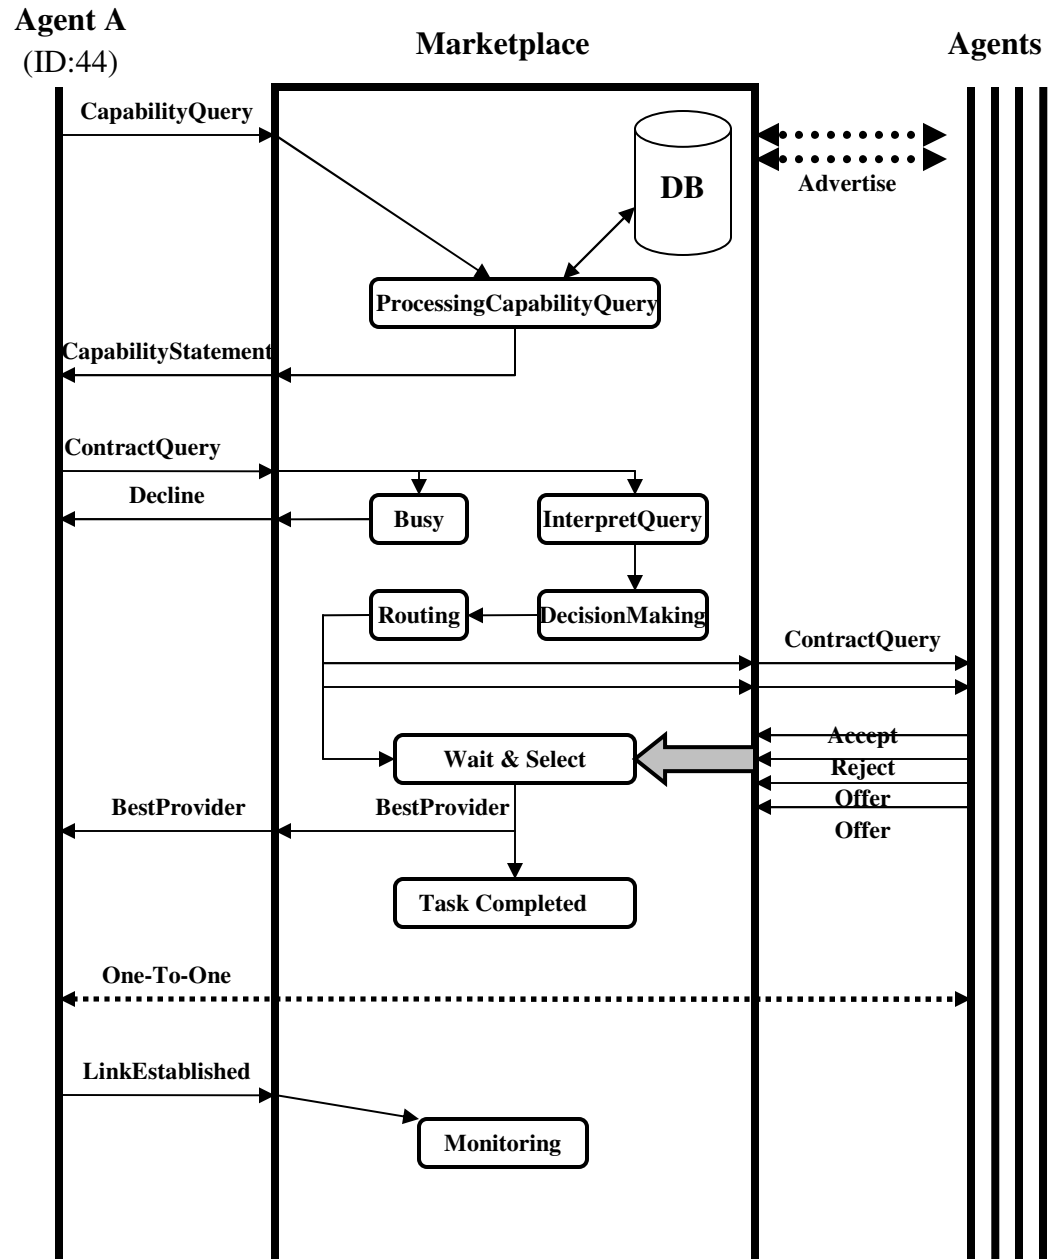 Agent A
(ID:44)
Marketplace
Agents
CapabilityQuery
DB
Advertise
ProcessingCapabilityQuery
CapabilityStatement
ContractQuery
Decline
Busy
InterpretQuery
Routing
DecisionMaking
ContractQuery
Accept
Wait & Select
Reject
Offer
BestProvider
BestProvider
Offer
Task Completed
One-To-One
LinkEstablished
Monitoring